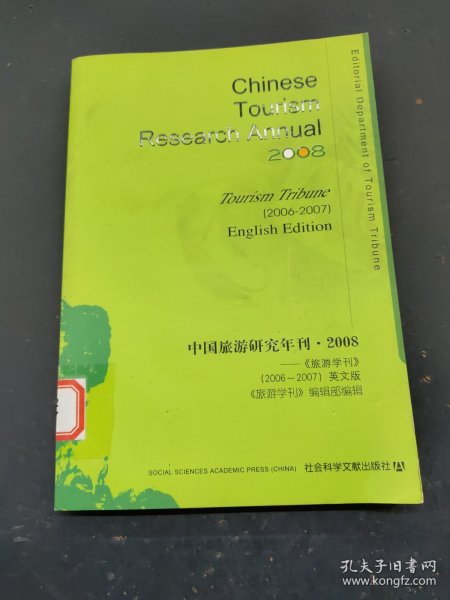 Chinese
Tourism
Research Annual
2008
Tourism Tribune
(2006-2007)
English Edition
Editorial Department of Tourism Tribune
中国旅游研究年刊·2008
——《旅游学刊》
(2006~2007) 英文版
《旅游学刊》编辑部编辑
SOCIAL SCIENCES ACADEMIC PRESS (CHINA) 社会科学文献出版社
孔夫子旧书网
www.kongfz.com